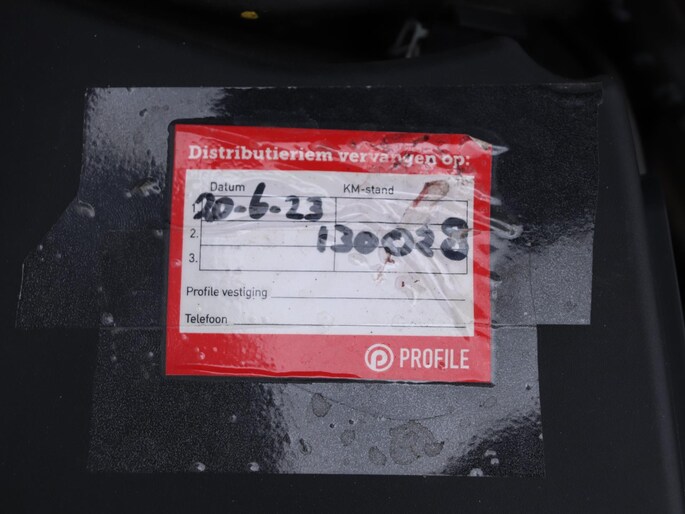 Distributieriem vervangen op:
Datum KM-stand
1. 20-6-23
2. 130028
3.
Profile vestiging
Telefoon
PROFILE